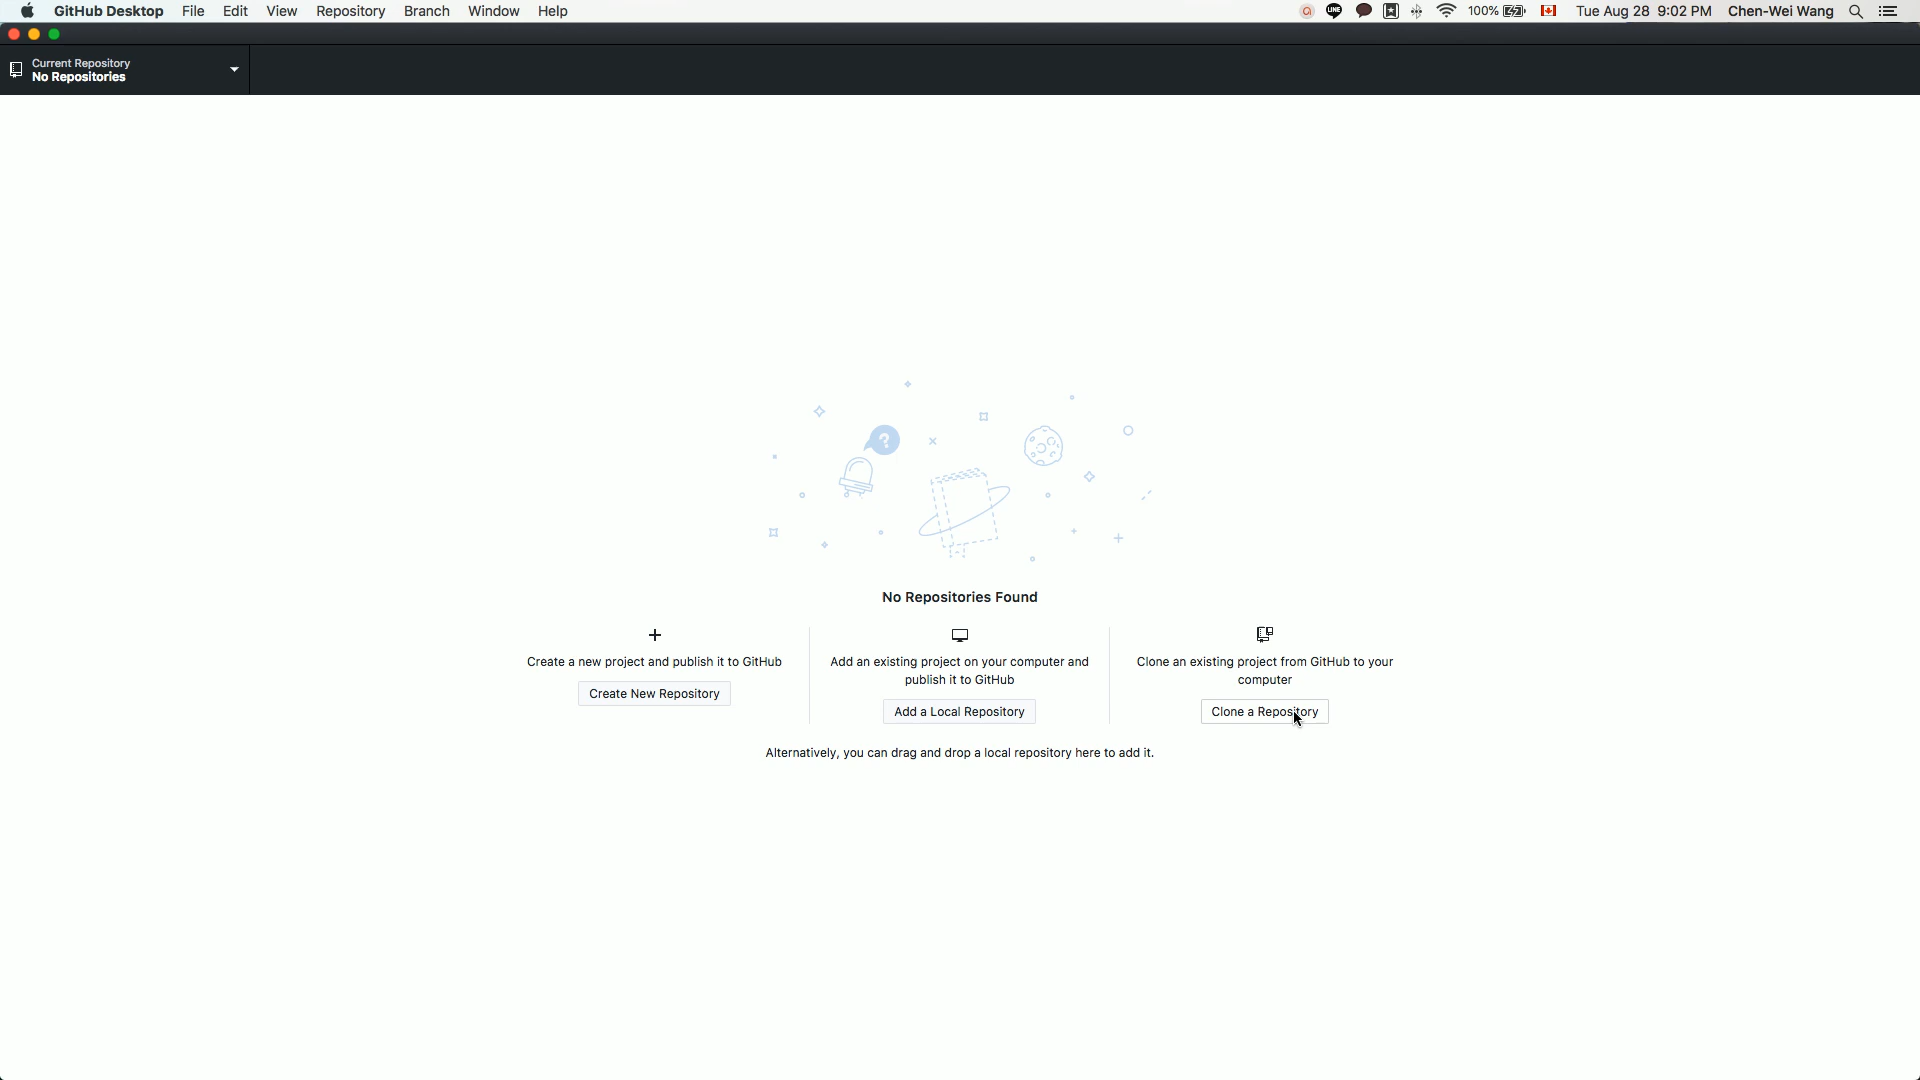 GitHub Desktop File Edit View Repository Branch Window Help
LINE 100% Tue Aug 28 9:02 PM Chen-Wei Wang
Current Repository
No Repositories
?
No Repositories Found
Create a new project and publish it to GitHub
Create New Repository
Add an existing project on your computer and
publish it to GitHub
Add a Local Repository
Clone an existing project from GitHub to your
computer
Clone a Repository
Alternatively, you can drag and drop a local repository here to add it.